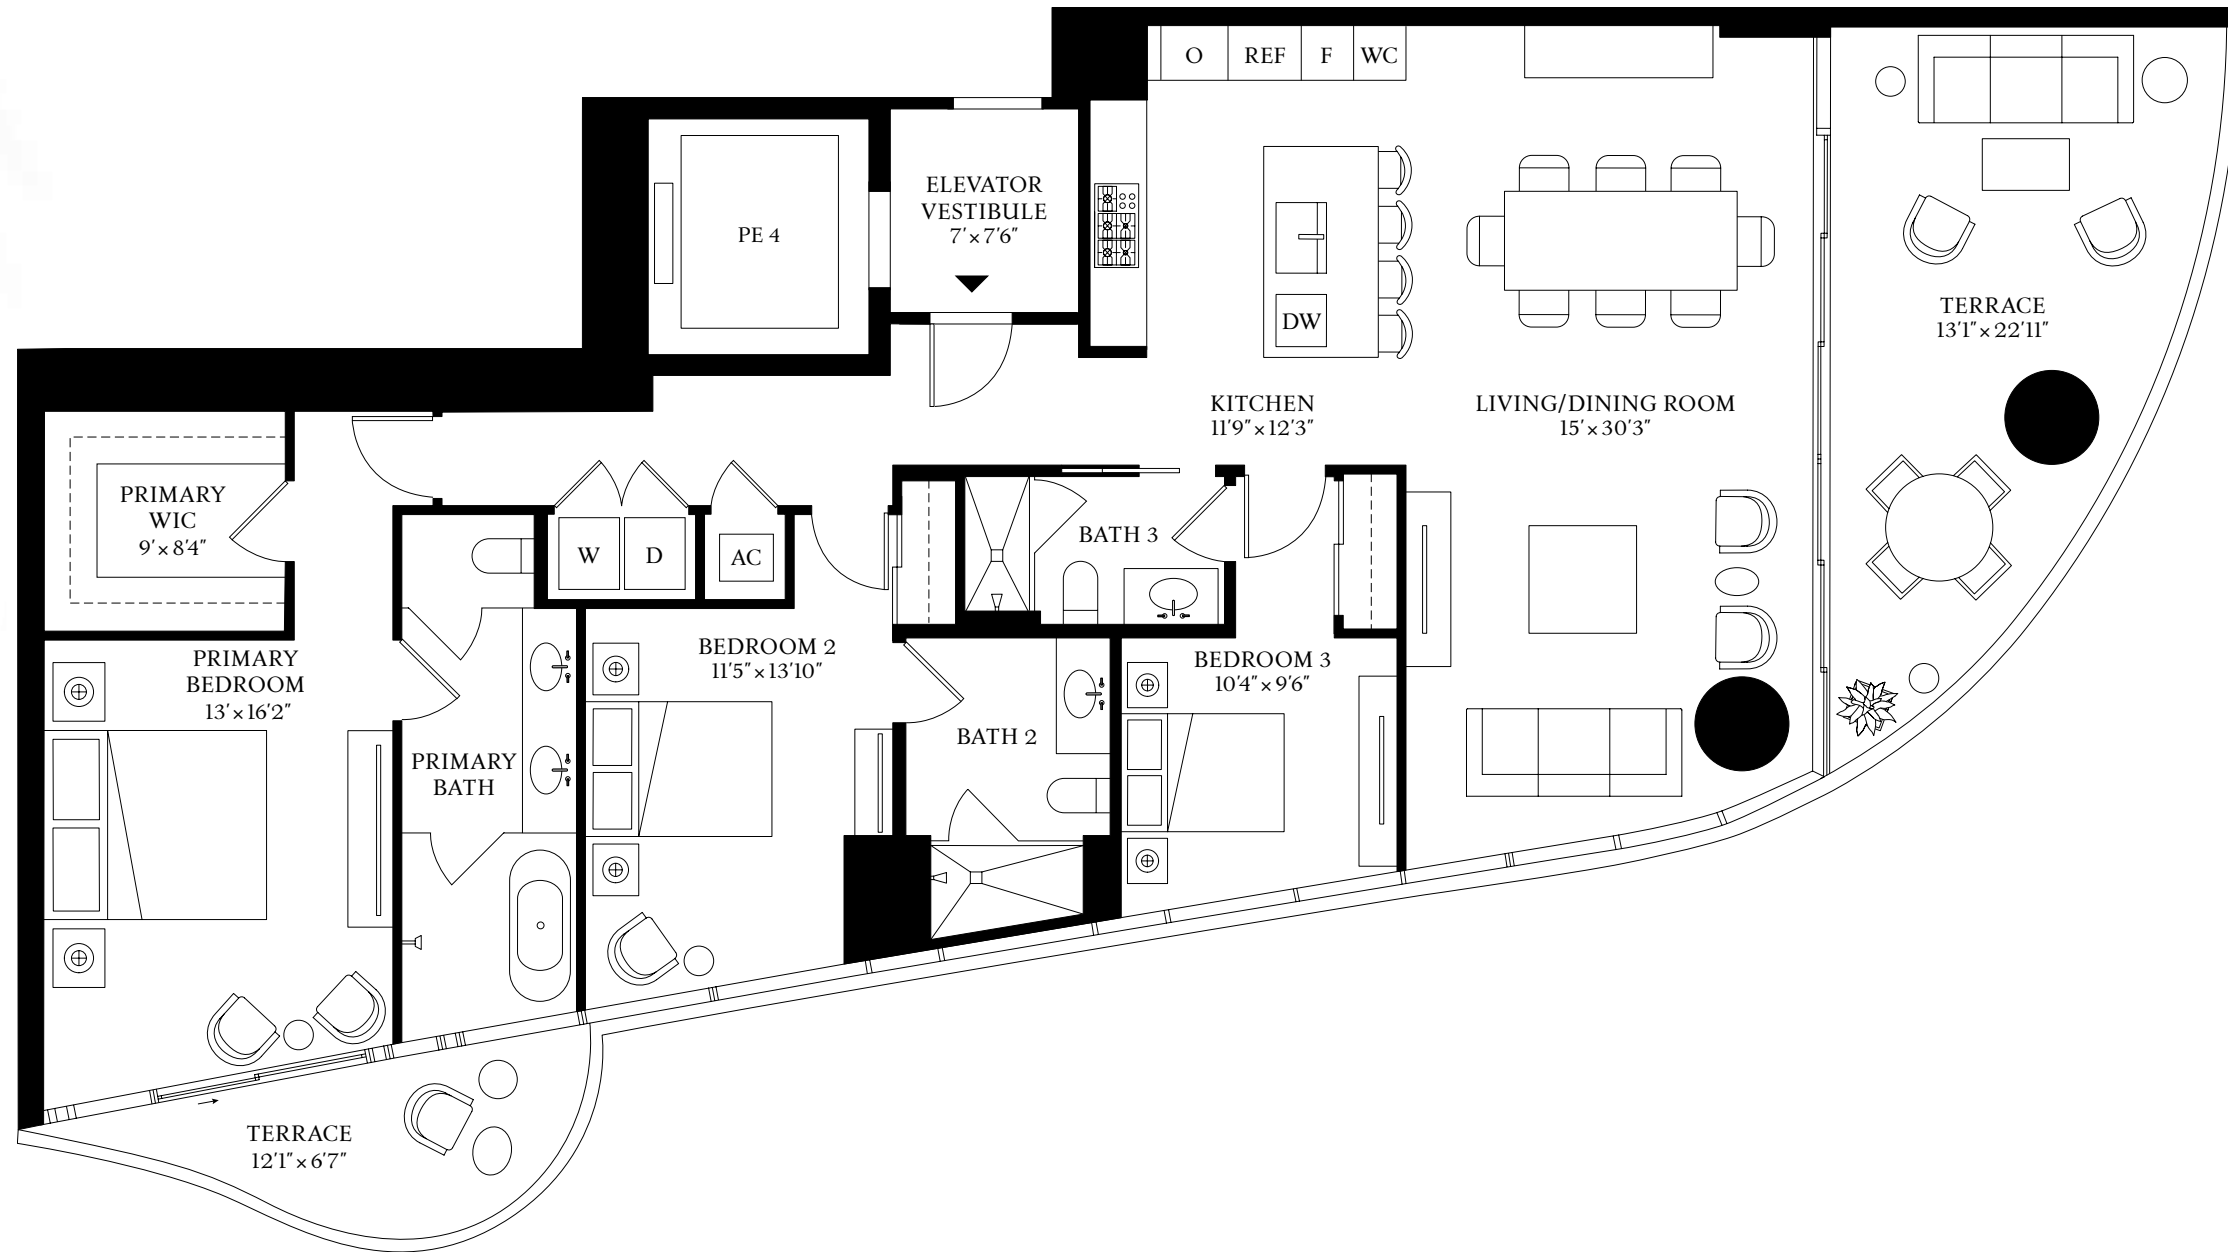 O
REF
F
WC
ELEVATOR
VESTIBULE
7'×7'6"
PE 4
DW
TERRACE
13'1"×22'11"
KITCHEN
11'9"×12'3"
LIVING/DINING ROOM
15'×30'3"
PRIMARY
WIC
9'×8'4"
W
D
AC
BATH 3
PRIMARY
BEDROOM
13'×16'2"
BEDROOM 2
11'5"×13'10"
BEDROOM 3
10'4"×9'6"
BATH 2
PRIMARY
BATH
TERRACE
12'1"×6'7"